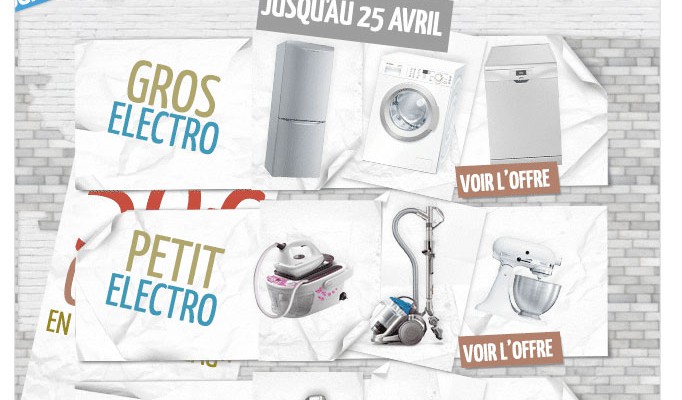 JUSQU'AU 25 AVRIL
GROS
ELECTRO
VOIR L'OFFRE
PETIT
ELECTRO
EN
VOIR L'OFFRE